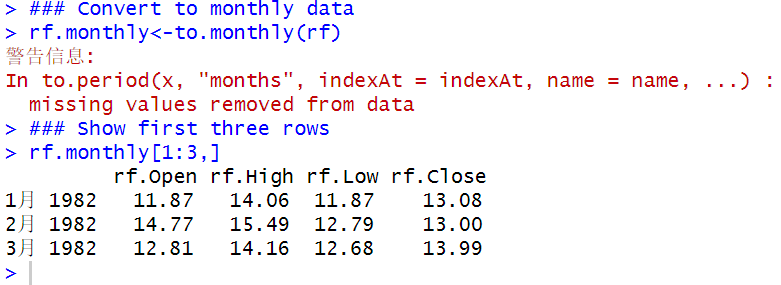 > ### Convert to monthly data
> rf.monthly<-to.monthly(rf)
警告信息:
In to.period(x, "months", indexAt = indexAt, name = name, ...) :
  missing values removed from data
> ### Show first three rows
> rf.monthly[1:3,]
        rf.Open rf.High rf.Low rf.Close
1月 1982   11.87   14.06  11.87    13.08
2月 1982   14.77   15.49  12.79    13.00
3月 1982   12.81   14.16  12.68    13.99
>